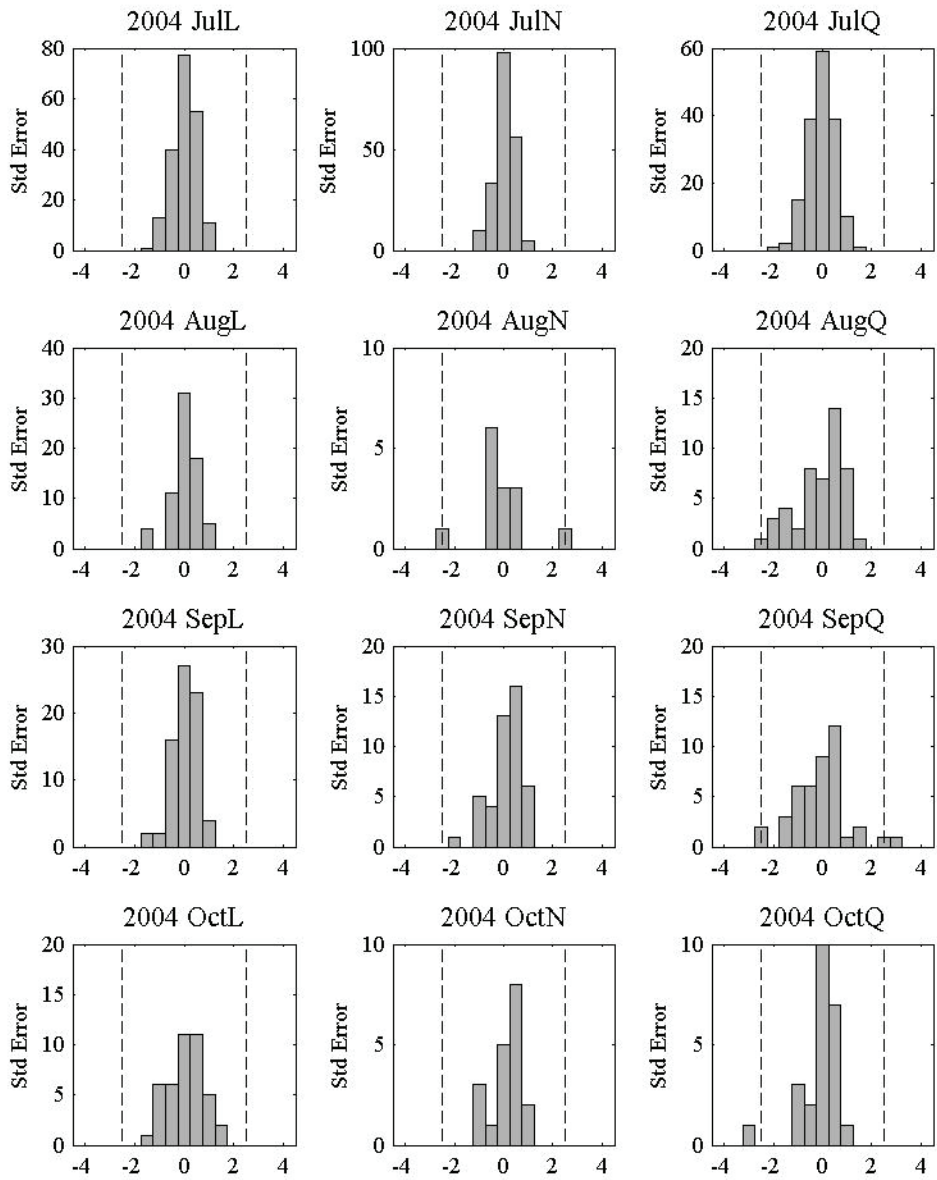 2004 JulL 2004 JulN 2004 JulQ
80 100 60
60
40
Std Error 40 Std Error 50 Std Error
20
20
0 0 0
-4 -2 0 2 4 -4 -2 0 2 4 -4 -2 0 2 4
2004 AugL 2004 AugN 2004 AugQ
40 10 20
30 15
Std Error 20 Std Error 5 Std Error 10
10 5
0 0 0
-4 -2 0 2 4 -4 -2 0 2 4 -4 -2 0 2 4
2004 SepL 2004 SepN 2004 SepQ
30 20 20
20 15 15
Std Error Std Error 10 Std Error 10
10 5 5
0 0 0
-4 -2 0 2 4 -4 -2 0 2 4 -4 -2 0 2 4
2004 OctL 2004 OctN 2004 OctQ
20 10 10
15
Std Error 10 Std Error 5 Std Error 5
5
0 0 0
-4 -2 0 2 4 -4 -2 0 2 4 -4 -2 0 2 4